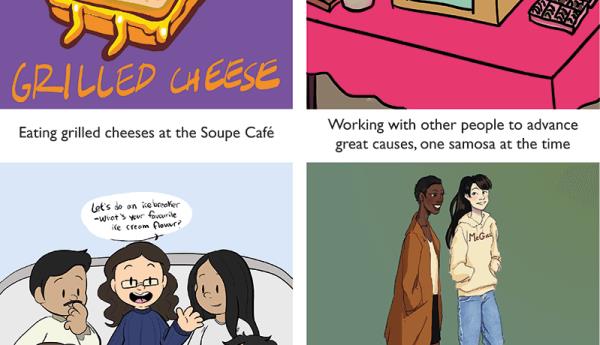 GRILLED CHEESE
Eating grilled cheeses at the Soupe Café
Working with other people to advance
great causes, one samosa at the time
Let's do an icebreaker
-What's your favourite
ice cream flavour?
McGill